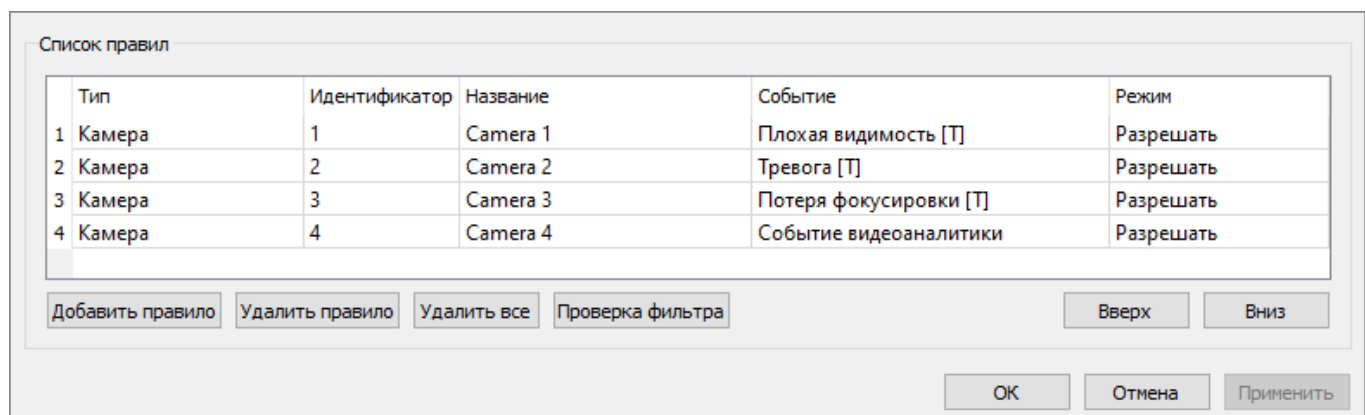 Список правил
Тип Идентификатор Название Событие Режим
1 Камера 1 Camera 1 Плохая видимость [Т] Разрешать
2 Камера 2 Camera 2 Тревога [Т] Разрешать
3 Камера 3 Camera 3 Потеря фокусировки [Т] Разрешать
4 Камера 4 Camera 4 Событие видеоаналитики Разрешать
Добавить правило Удалить правило Удалить все Проверка фильтра Вверх Вниз
ОК Отмена Применить